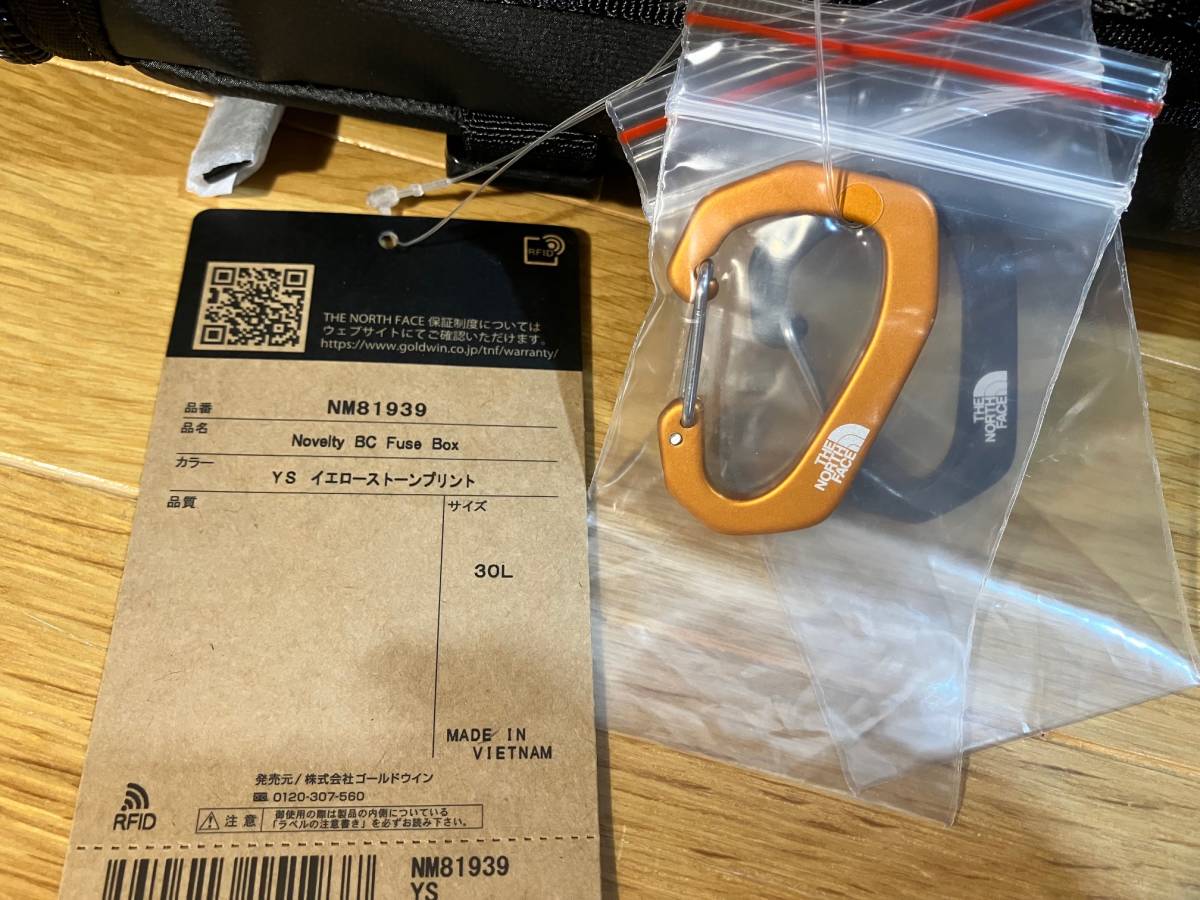 RFID
THE NORTH FACE 保証制度については
ウェブサイトにてご確認いただけます。
https://www.goldwin.co.jp/tnf/warranty/
品番 NM81939
品名
Novelty BC Fuse Box
カラー
YS イエローストーンプリント
品質
サイズ
30L
MADE IN
VIETNAM
発売元/株式会社ゴールドウイン
0120-307-560
RFID
注意
御使用の際は製品の内側についている
「ラベルの注意書き」を必ずお読み下さい。
NM81939
YS
THE
NORTH
FACE
THE
NORTH
FACE